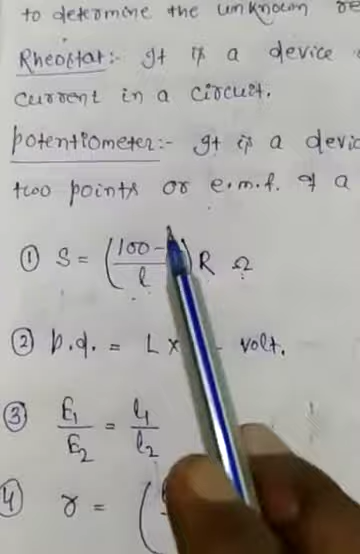 to determine the unknown
Rheostat:- It is a device
current in a circuit.
Potentiometer:- It is a
two points or e.m.f. of a
① S = (100- / l) R Ω
② p.d. = L x volt.
③ E₁/E₂ = l₁/l₂
④ r = (